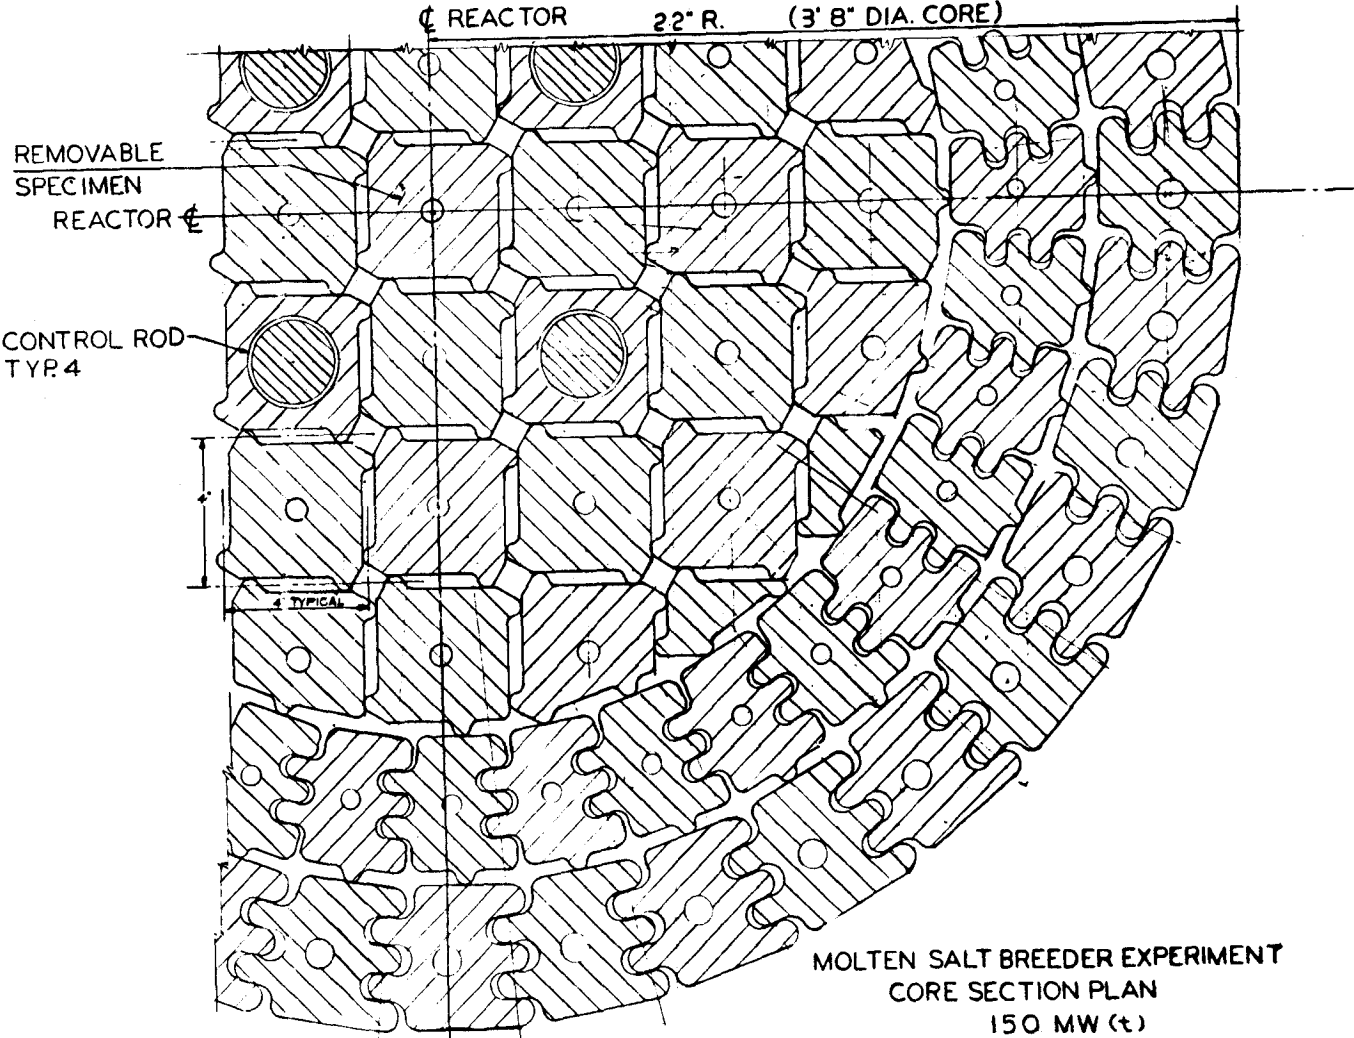 ℄ REACTOR
22" R.
(3' 8" DIA. CORE)
REMOVABLE
SPECIMEN
REACTOR ℄
CONTROL ROD
TYP. 4
4"
4" TYPICAL
MOLTEN SALT BREEDER EXPERIMENT
CORE SECTION PLAN
150 MW (t)